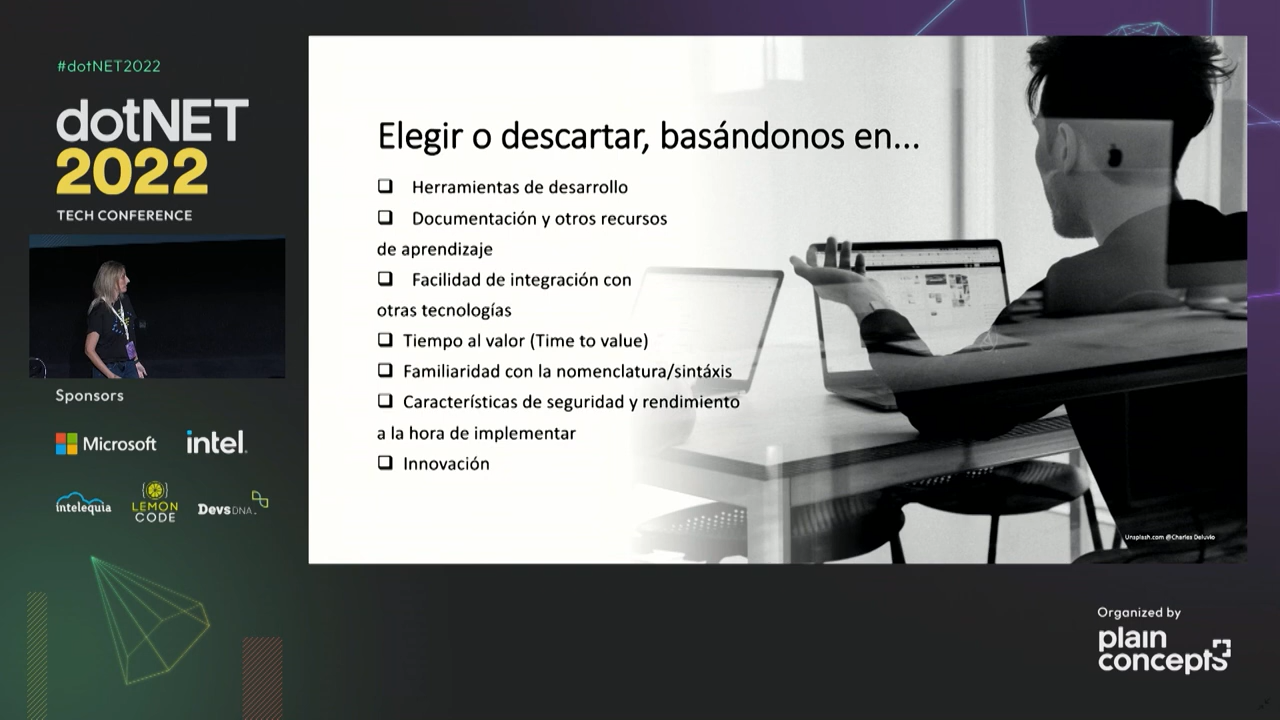 #dotNET2022
dotNET
2022
TECH CONFERENCE
Sponsors
Microsoft
intel.
intelequia
LEMON
CODE
DevsDNA
Elegir o descartar, basándonos en...
Herramientas de desarrollo
Documentación y otros recursos
de aprendizaje
Facilidad de integración con
otras tecnologías
Tiempo al valor (Time to value)
Familiaridad con la nomenclatura/sintáxis
Características de seguridad y rendimiento
a la hora de implementar
Innovación
Unsplash.com @Charles Deluvio
Organized by
plain
concepts